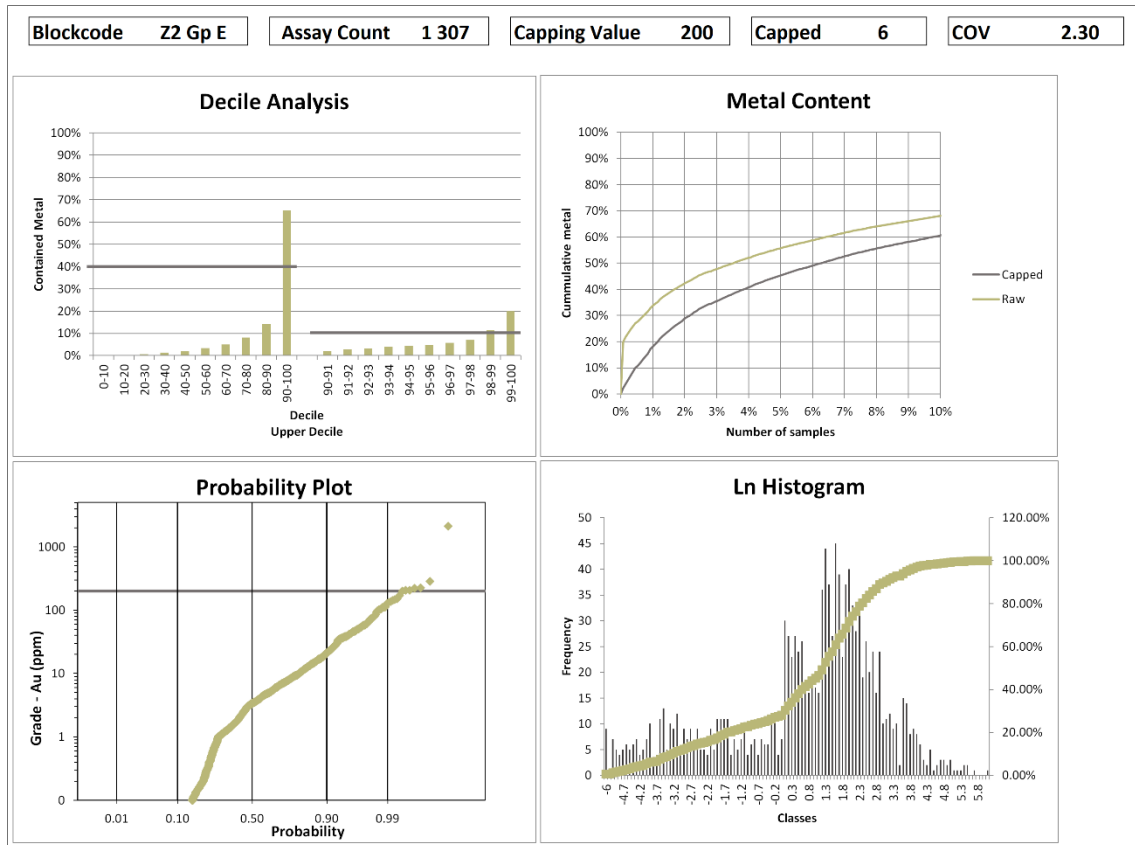 Blockcode Z2 Gp E Assay Count 1 307 Capping Value 200 Capped 6 COV 2.30
Decile Analysis
Contained Metal
100%
90%
80%
70%
60%
50%
40%
30%
20%
10%
0%
0-10 10-20 20-30 30-40 40-50 50-60 60-70 70-80 80-90 90-100 90-91 91-92 92-93 93-94 94-95 95-96 96-97 97-98 98-99 99-100
Decile
Upper Decile
Metal Content
Cummulative metal
100%
90%
80%
70%
60%
50%
40%
30%
20%
10%
0%
0% 1% 2% 3% 4% 5% 6% 7% 8% 9% 10%
Number of samples
Capped
Raw
Probability Plot
Grade - Au (ppm)
1000
100
10
1
0
0.01 0.10 0.50 0.90 0.99
Probability
Ln Histogram
Frequency
50
45
40
35
30
25
20
15
10
5
0
120.00%
100.00%
80.00%
60.00%
40.00%
20.00%
0.00%
-6 -4.7 -4.2 -3.7 -3.2 -2.7 -2.2 -1.7 -1.2 -0.7 -0.2 0.3 0.8 1.3 1.8 2.3 2.8 3.3 3.8 4.3 4.8 5.3 5.8
Classes